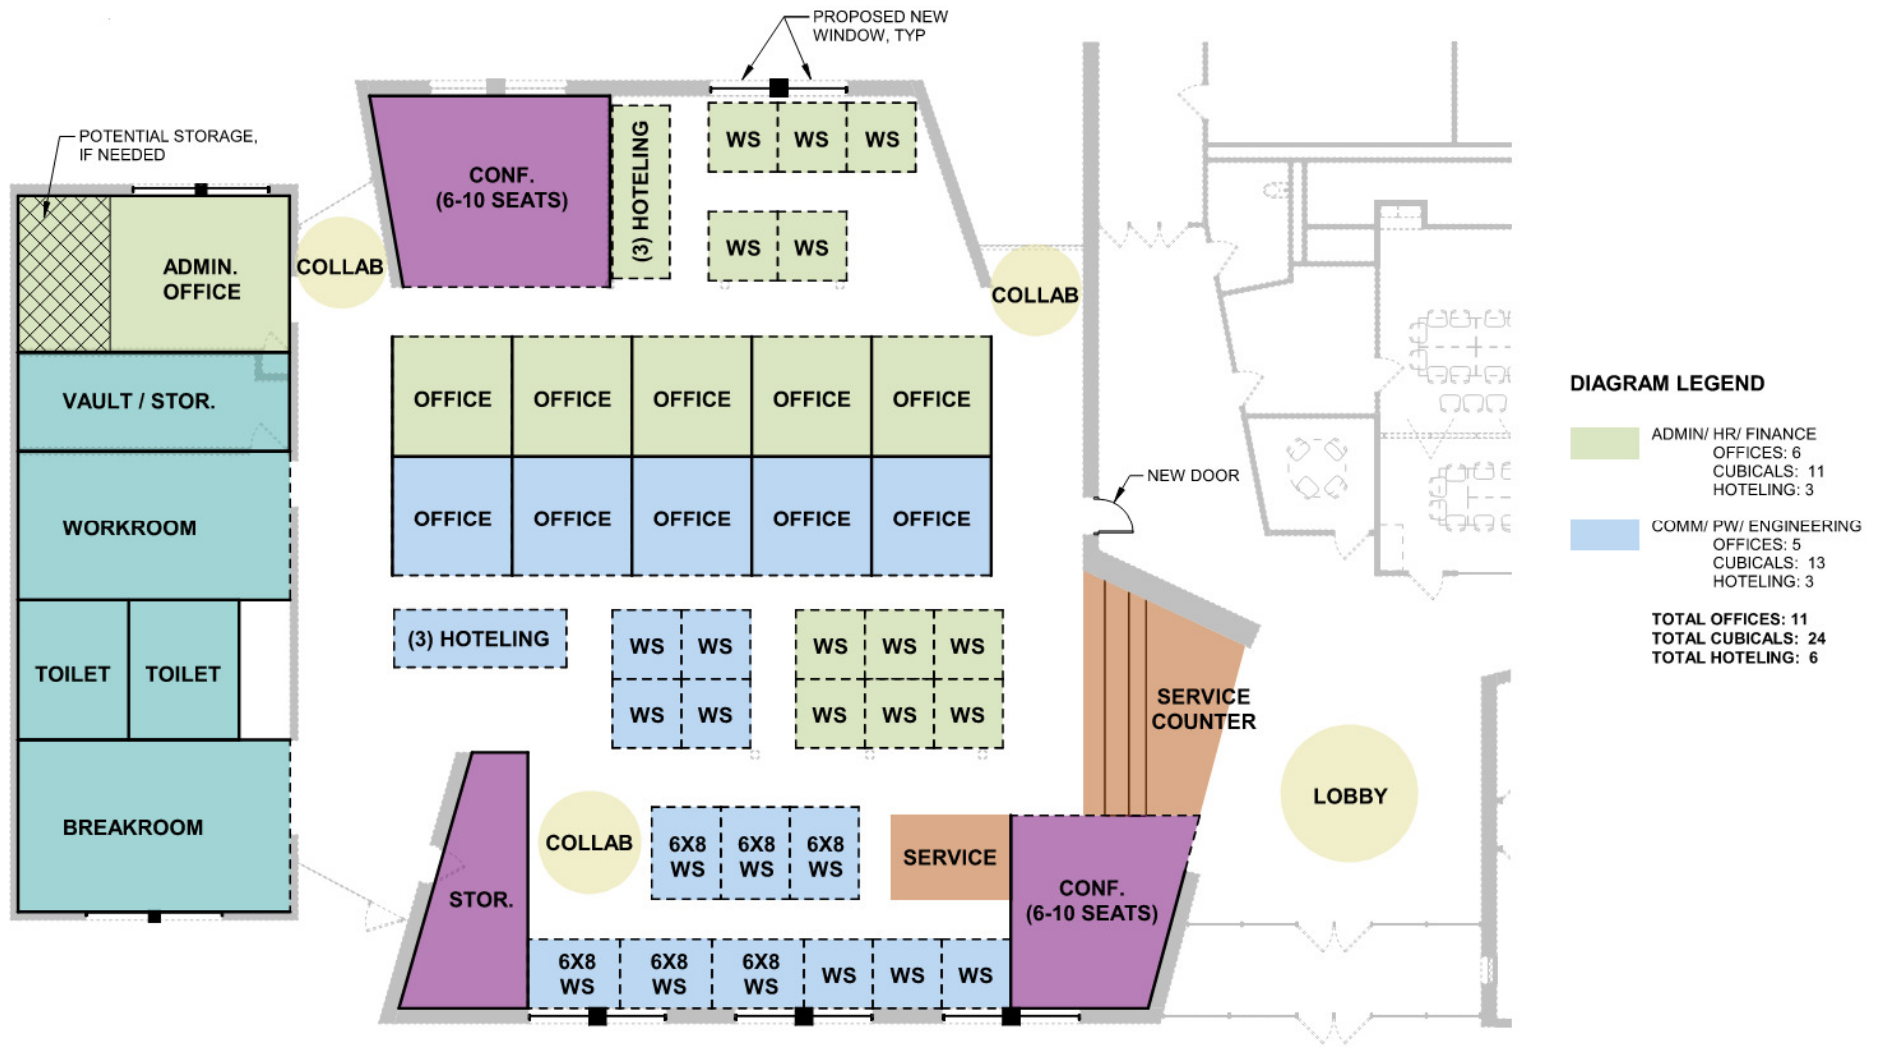 PROPOSED NEW
WINDOW, TYP
POTENTIAL STORAGE,
IF NEEDED
CONF.
(6-10 SEATS)
(3) HOTELING
WS WS WS
WS WS
ADMIN.
OFFICE
COLLAB
COLLAB
VAULT / STOR.
OFFICE OFFICE OFFICE OFFICE OFFICE
OFFICE OFFICE OFFICE OFFICE OFFICE
NEW DOOR
WORKROOM
(3) HOTELING
WS WS
WS WS
WS WS WS
WS WS WS
TOILET TOILET
SERVICE
COUNTER
LOBBY
BREAKROOM
COLLAB
6X8
WS
6X8
WS
6X8
WS
SERVICE
STOR.
CONF.
(6-10 SEATS)
6X8
WS
6X8
WS
6X8
WS
WS WS WS
DIAGRAM LEGEND
ADMIN/ HR/ FINANCE
OFFICES: 6
CUBICALS: 11
HOTELING: 3
COMM/ PW/ ENGINEERING
OFFICES: 5
CUBICALS: 13
HOTELING: 3
TOTAL OFFICES: 11
TOTAL CUBICALS: 24
TOTAL HOTELING: 6